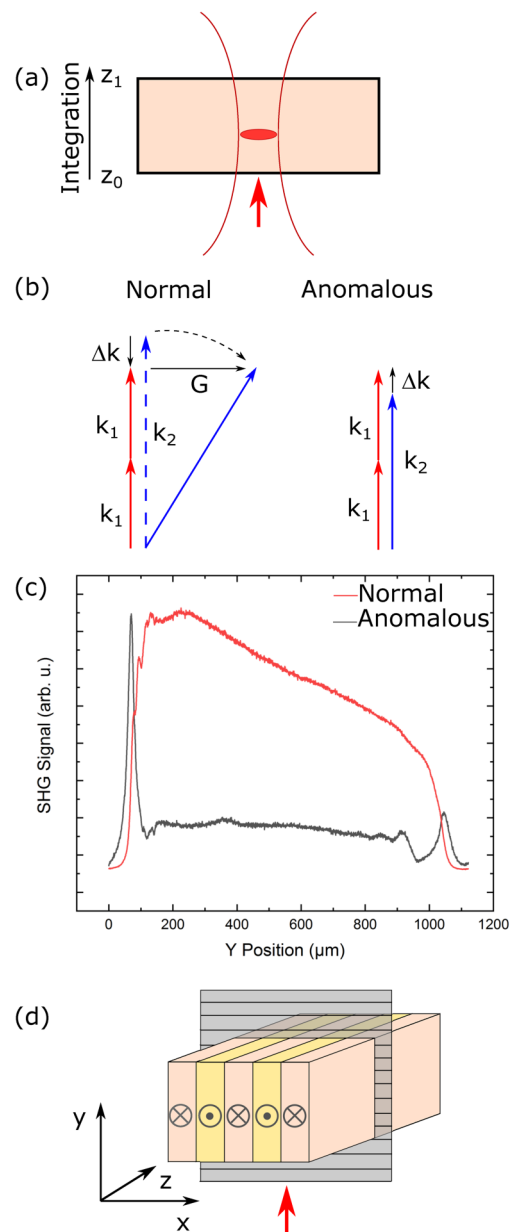 (a)
z1
Integration
z0
(b)
Normal
Anomalous
Δk
G
k1
k2
k1
Δk
k1
k2
k1
(c)
Normal
Anomalous
SHG Signal (arb. u.)
0 200 400 600 800 1000 1200
Y Position (µm)
(d)
y
z
x